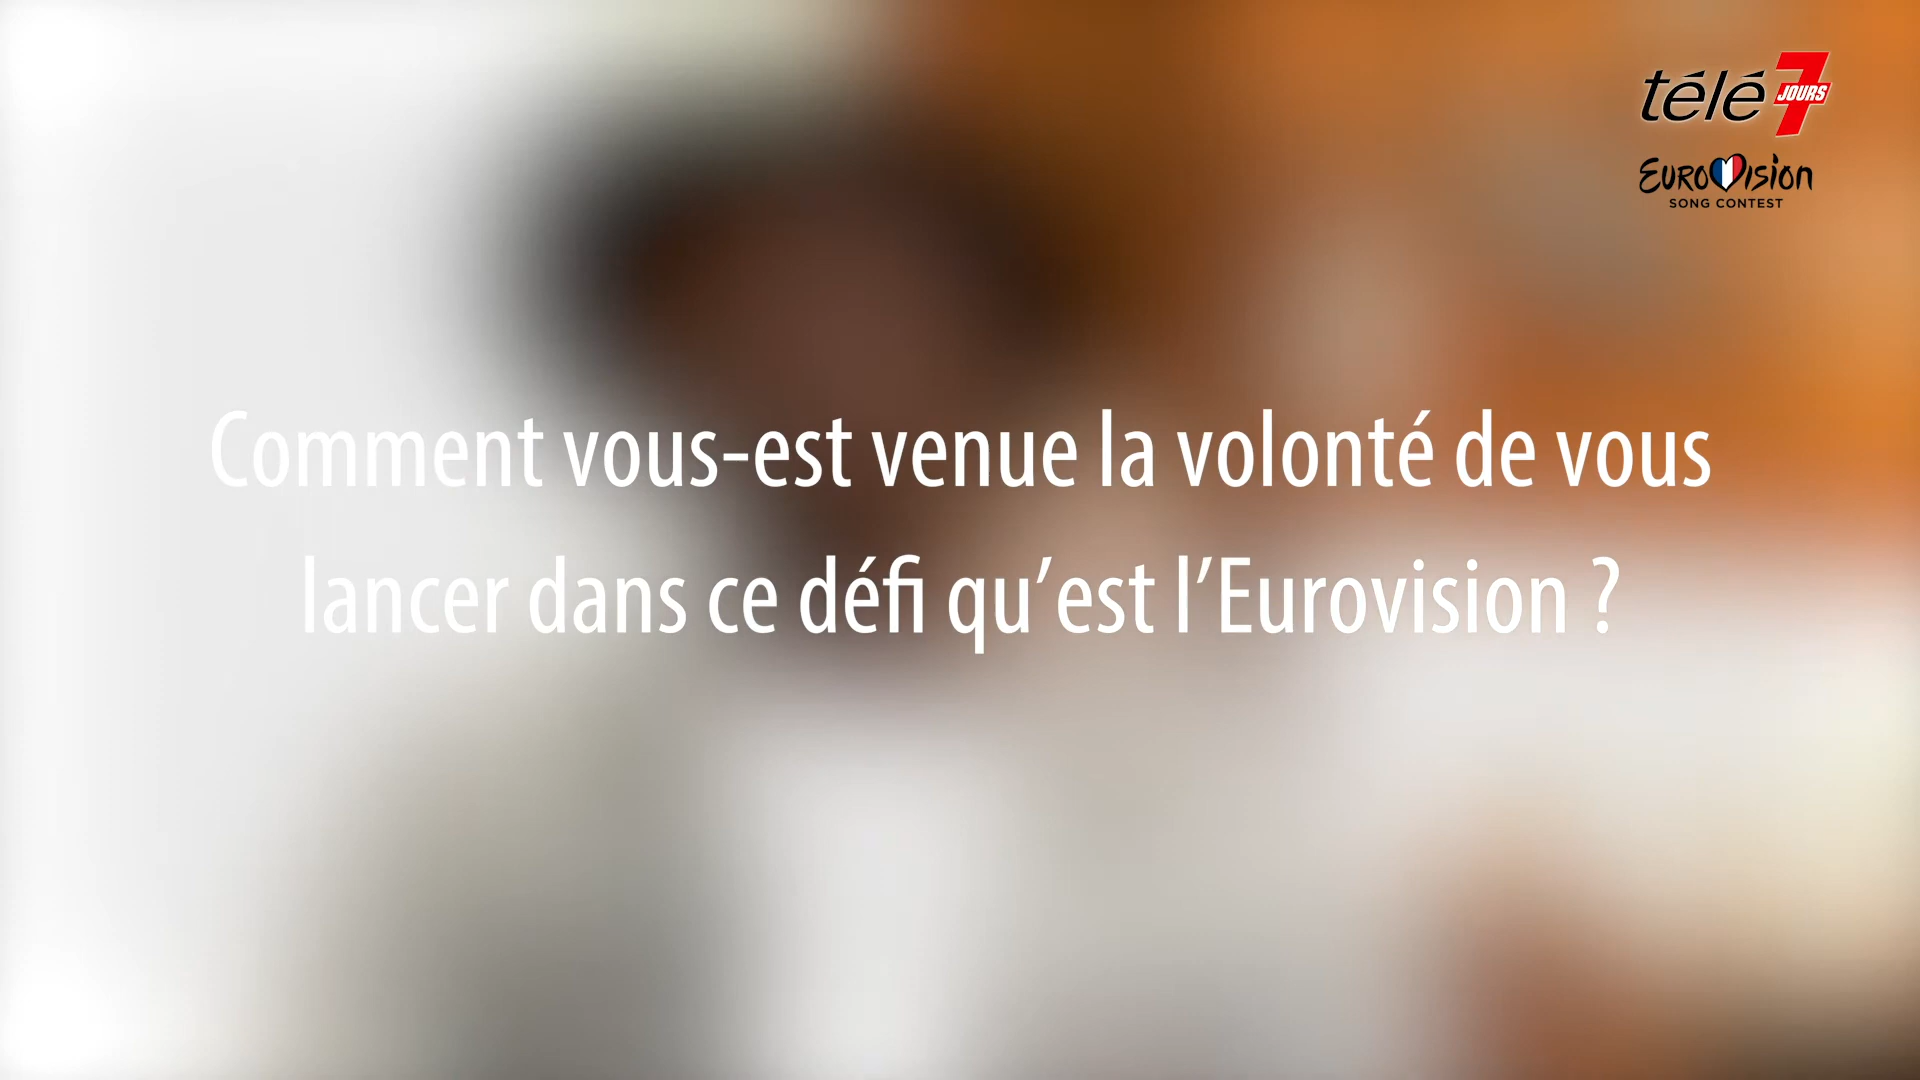 télé 7 JOURS
EUROVISION
SONG CONTEST
Comment vous-est venue la volonté de vous
lancer dans ce défi qu’est l’Eurovision ?